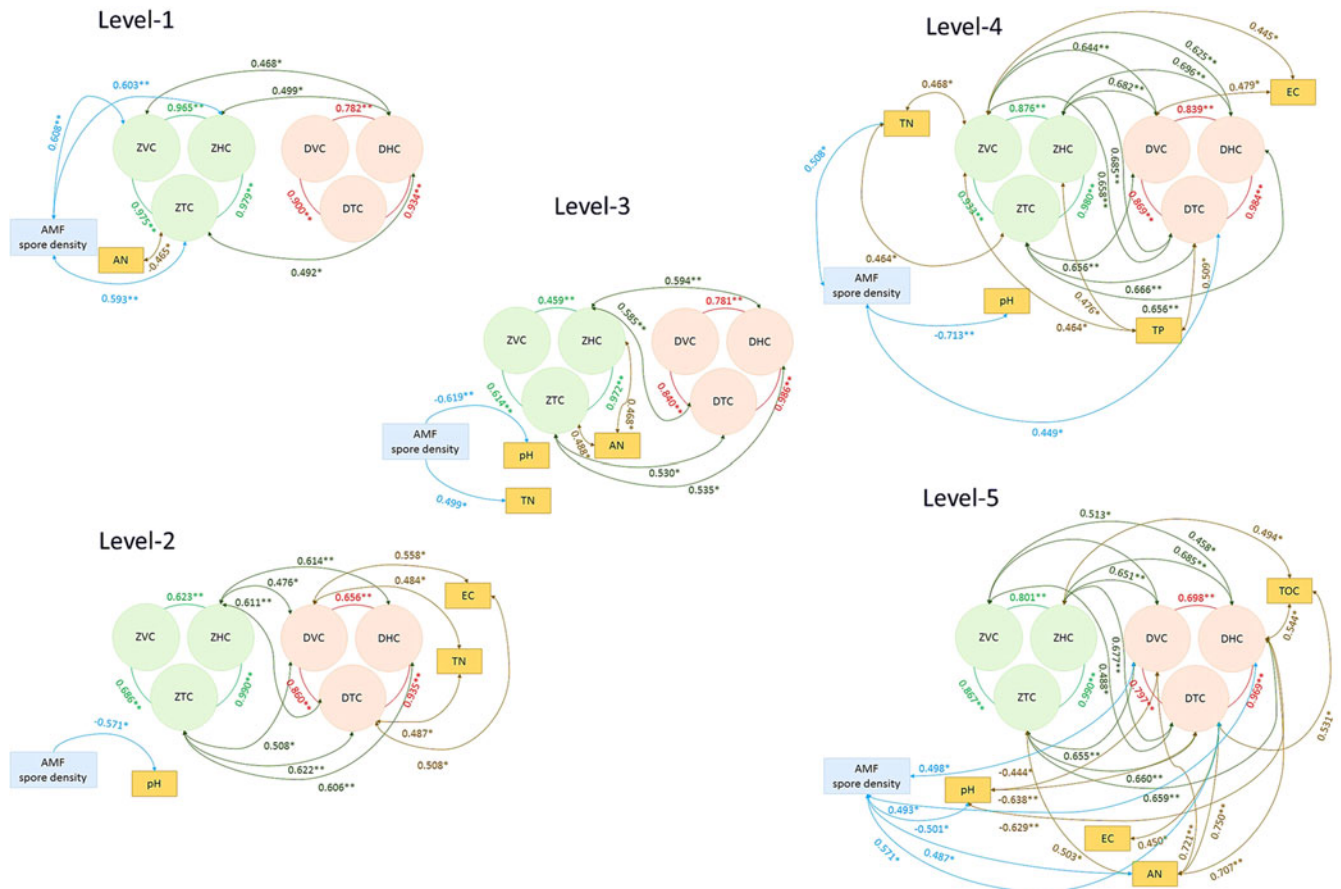 Level-1
0.603**
0.468*
0.499*
0.608**
0.965**
0.782**
ZVC
ZHC
DVC
DHC
ZTC
DTC
0.975**
0.979**
0.900**
0.934**
AMF
spore density
AN
-0.465*
0.593**
0.492*
Level-4
0.445*
0.644**
0.625**
0.696**
0.468*
0.682**
0.479*
EC
TN
0.876**
0.839**
ZVC
ZHC
DVC
DHC
0.508*
0.685**
0.658**
ZTC
DTC
0.933**
0.980**
0.869**
0.984**
0.464*
0.656**
0.666**
0.509*
AMF
spore density
pH
0.476*
0.656**
-0.713**
0.464*
TP
0.449*
Level-3
0.594**
0.459**
0.585**
0.781**
ZVC
ZHC
DVC
DHC
ZTC
DTC
0.614**
0.972**
0.840**
0.986**
-0.619**
0.468*
0.488*
AMF
spore density
pH
AN
0.530*
0.535*
0.499*
TN
Level-2
0.614**
0.558*
0.476*
0.484*
0.623**
0.611**
0.656**
EC
ZVC
ZHC
DVC
DHC
TN
ZTC
DTC
0.686**
0.990**
0.860**
0.935**
-0.571*
0.508*
0.487*
0.508*
AMF
spore density
pH
0.622**
0.606**
Level-5
0.513*
0.494*
0.458*
0.685**
0.651**
0.801**
0.698**
TOC
ZVC
ZHC
DVC
DHC
0.544*
0.677**
0.488*
ZTC
DTC
0.867**
0.990**
0.797**
0.969**
0.531*
0.655**
0.498*
-0.444*
0.660**
AMF
spore density
pH
-0.638**
0.659**
0.493*
-0.629**
-0.501*
EC
0.450*
0.721**
0.750**
0.571*
0.487*
0.503*
AN
0.707**